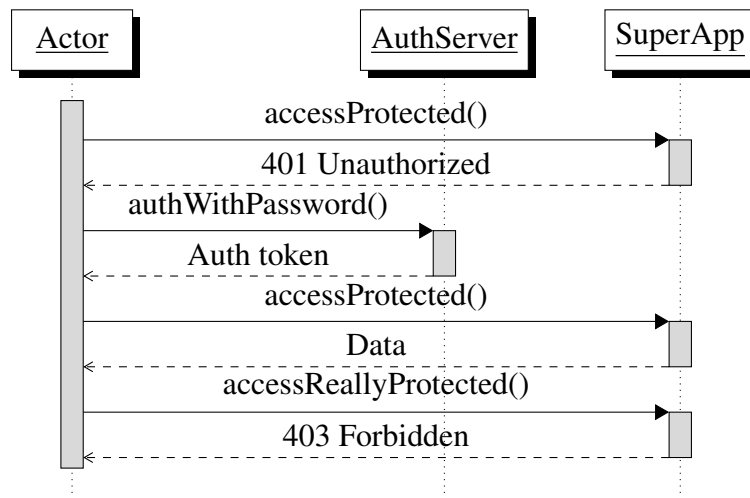 Actor
AuthServer
SuperApp
accessProtected()
401 Unauthorized
authWithPassword()
Auth token
accessProtected()
Data
accessReallyProtected()
403 Forbidden